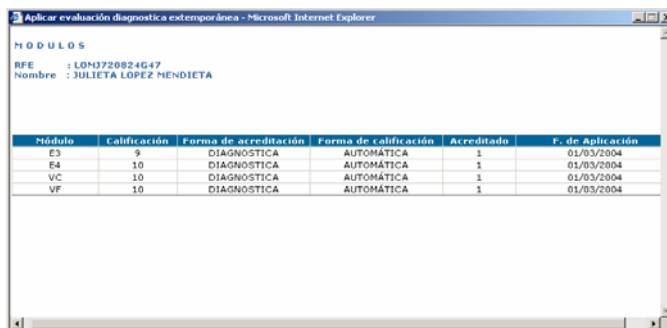 Aplicar evaluación diagnostica extemporánea - Microsoft Internet Explorer
MODULOS
RFE : LOMJ720824G47
Nombre : JULIETA LOPEZ MENDIETA
Módulo Calificación Forma de acreditación Forma de calificación Acreditado F. de Aplicación
E3 9 DIAGNOSTICA AUTOMÁTICA 1 01/03/2004
E4 10 DIAGNOSTICA AUTOMÁTICA 1 01/03/2004
VC 10 DIAGNOSTICA AUTOMÁTICA 1 01/03/2004
VF 10 DIAGNOSTICA AUTOMÁTICA 1 01/03/2004